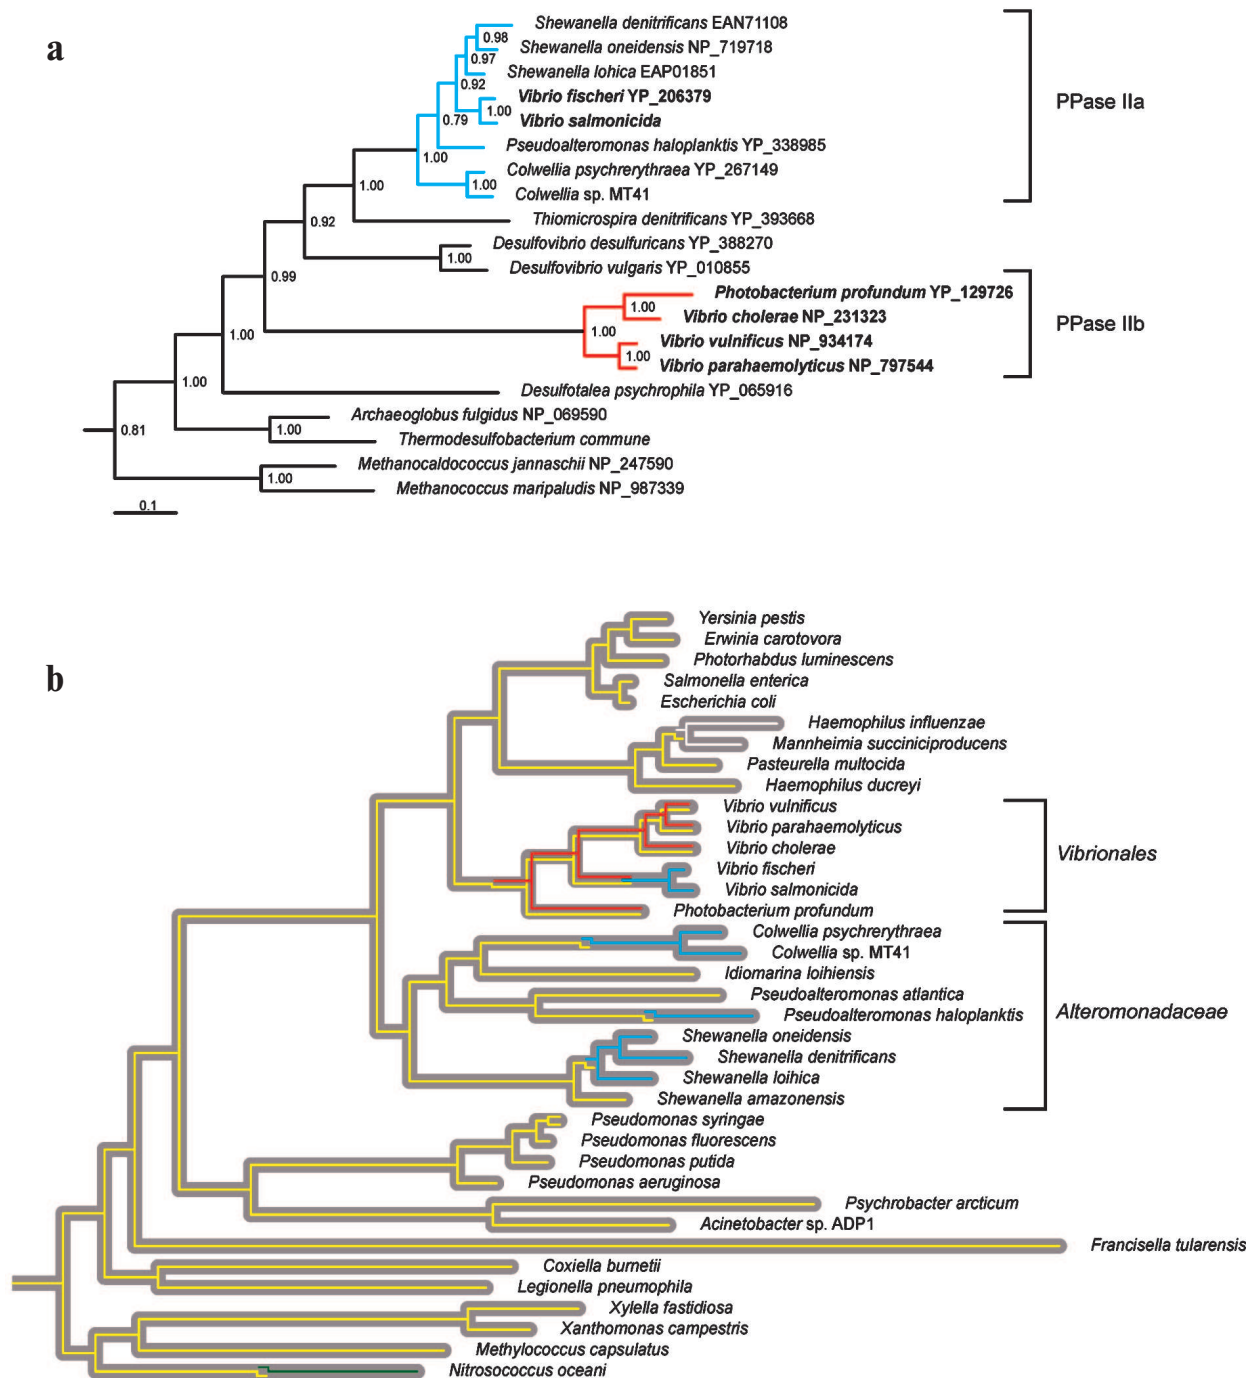 a
Shewanella denitrificans EAN71108
0.98
Shewanella oneidensis NP_719718
0.97
Shewanella lohica EAP01851
0.92
Vibrio fischeri YP_206379
1.00
PPase IIa
0.79
Vibrio salmonicida
Pseudoalteromonas haloplanktis YP_338985
1.00
Colwellia psychrerythraea YP_267149
1.00
1.00
Colwellia sp. MT41
0.92
Thiomicrospira denitrificans YP_393668
Desulfovibrio desulfuricans YP_388270
1.00
Desulfovibrio vulgaris YP_010855
0.99
Photobacterium profundum YP_129726
1.00
Vibrio cholerae NP_231323
1.00
1.00
PPase IIb
Vibrio vulnificus NP_934174
1.00
Vibrio parahaemolyticus NP_797544
1.00
Desulfotalea psychrophila YP_065916
Archaeoglobus fulgidus NP_069590
0.81
1.00
Thermodesulfobacterium commune
Methanocaldococcus jannaschii NP_247590
1.00
Methanococcus maripaludis NP_987339
0.1
b
Yersinia pestis
Erwinia carotovora
Photorhabdus luminescens
Salmonella enterica
Escherichia coli
Haemophilus influenzae
Mannheimia succiniciproducens
Pasteurella multocida
Haemophilus ducreyi
Vibrio vulnificus
Vibrio parahaemolyticus
Vibrio cholerae
Vibrionales
Vibrio fischeri
Vibrio salmonicida
Photobacterium profundum
Colwellia psychrerythraea
Colwellia sp. MT41
Idiomarina loihiensis
Pseudoalteromonas atlantica
Pseudoalteromonas haloplanktis
Alteromonadaceae
Shewanella oneidensis
Shewanella denitrificans
Shewanella loihica
Shewanella amazonensis
Pseudomonas syringae
Pseudomonas fluorescens
Pseudomonas putida
Pseudomonas aeruginosa
Psychrobacter arcticum
Acinetobacter sp. ADP1
Francisella tularensis
Coxiella burnetii
Legionella pneumophila
Xylella fastidiosa
Xanthomonas campestris
Methylococcus capsulatus
Nitrosococcus oceani